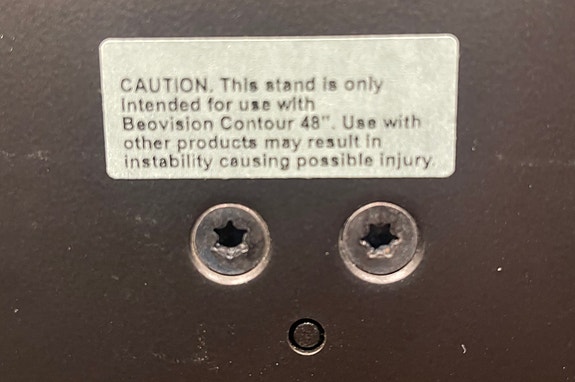 CAUTION. This stand is only
intended for use with
Beovision Contour 48". Use with
other products may result in
instability causing possible injury.